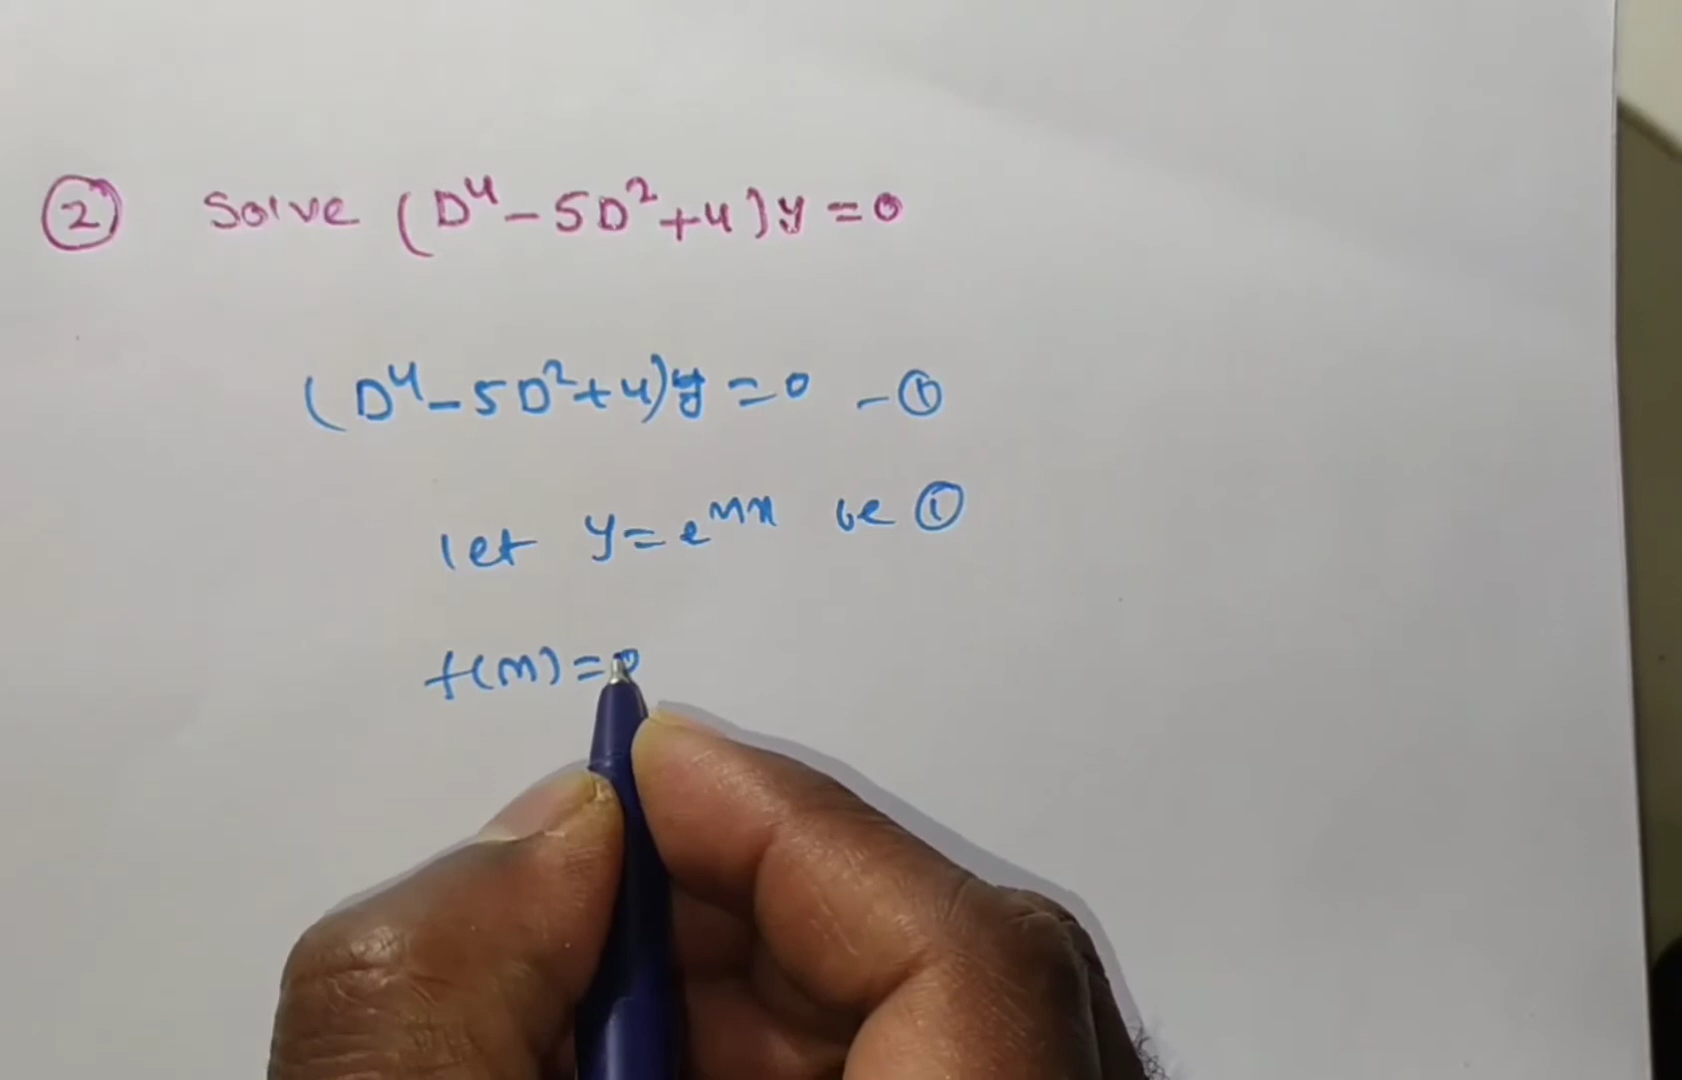 ② Solve (D⁴ - 5D² + 4)y = 0
(D⁴ - 5D² + 4)y = 0 - ①
let y = e^mx be ①
f(m) = 0